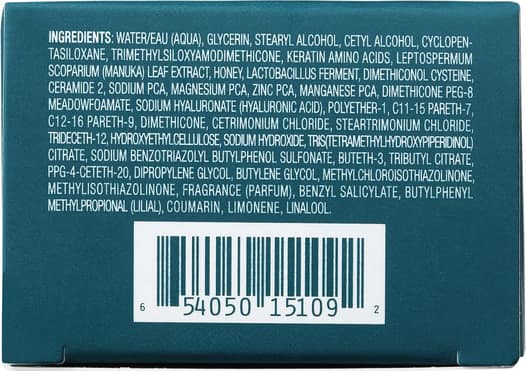 INGREDIENTS: WATER/EAU (AQUA), GLYCERIN, STEARYL ALCOHOL, CETYL ALCOHOL, CYCLOPEN-
TASILOXANE, TRIMETHYLSILOXYAMODIMETHICONE, KERATIN AMINO ACIDS, LEPTOSPERMUM
SCOPARIUM (MANUKA) LEAF EXTRACT, HONEY, LACTOBACILLUS FERMENT, DIMETHICONOL CYSTEINE,
CERAMIDE 2, SODIUM PCA, MAGNESIUM PCA, ZINC PCA, MANGANESE PCA, DIMETHICONE PEG-8
MEADOWFOAMATE, SODIUM HYALURONATE (HYALURONIC ACID), POLYETHER-1, C11-15 PARETH-7,
C12-16 PARETH-9, DIMETHICONE, CETRIMONIUM CHLORIDE, STEARTRIMONIUM CHLORIDE,
TRIDECETH-12, HYDROXYETHYLCELLULOSE, SODIUM HYDROXIDE, TRIS(TETRAMETHYLHYDROXYPIPERIDINOL)
CITRATE, SODIUM BENZOTRIAZOLYL BUTYLPHENOL SULFONATE, BUTETH-3, TRIBUTYL CITRATE,
PPG-4-CETETH-20, DIPROPYLENE GLYCOL, BUTYLENE GLYCOL, METHYLCHLOROISOTHIAZOLINONE,
METHYLISOTHIAZOLINONE, FRAGRANCE (PARFUM), BENZYL SALICYLATE, BUTYLPHENYL
METHYLPROPIONAL (LILIAL), COUMARIN, LIMONENE, LINALOOL.
6 54050 15109 2